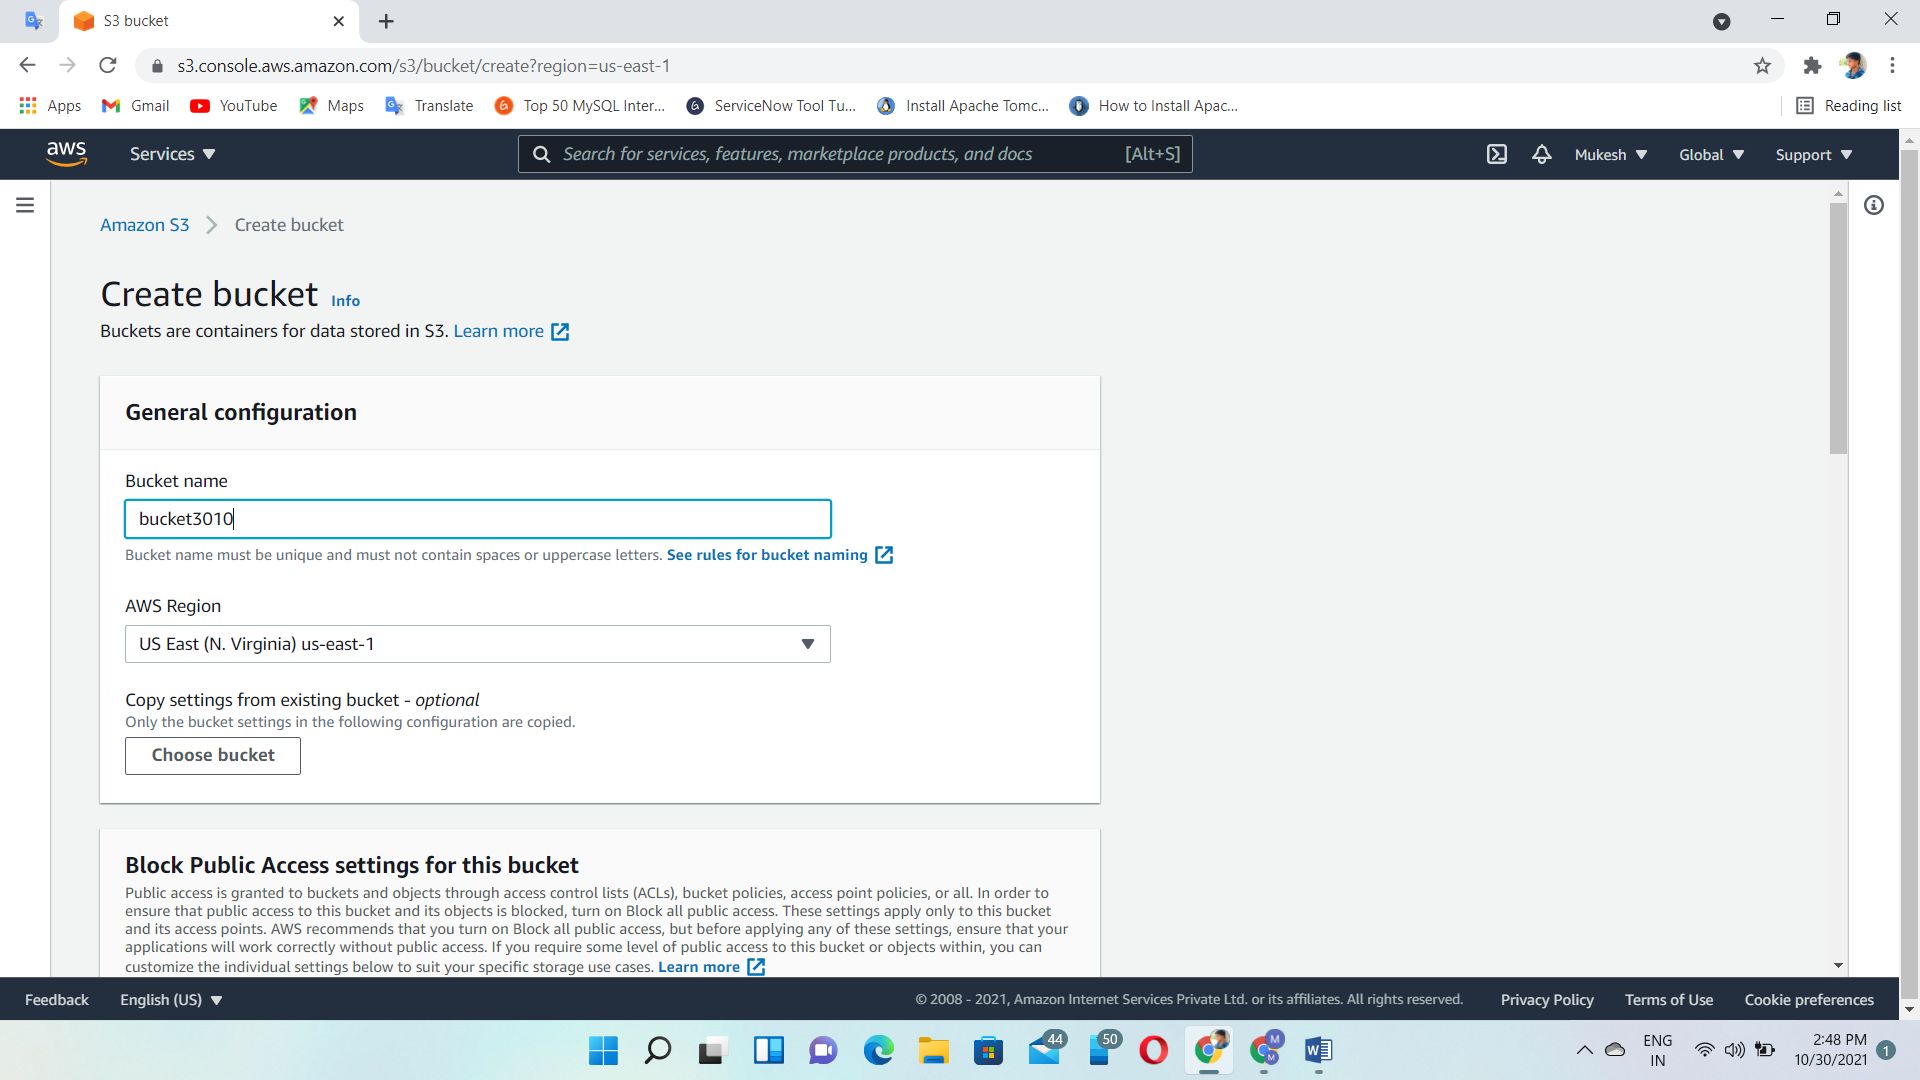 S3 bucket
s3.console.aws.amazon.com/s3/bucket/create?region=us-east-1
Apps Gmail YouTube Maps Translate Top 50 MySQL Inter... ServiceNow Tool Tu... Install Apache Tomc... How to Install Apac... Reading list
aws Services Search for services, features, marketplace products, and docs [Alt+S] Mukesh Global Support
Amazon S3 Create bucket
Create bucket Info
Buckets are containers for data stored in S3. Learn more
General configuration
Bucket name
bucket3010
Bucket name must be unique and must not contain spaces or uppercase letters. See rules for bucket naming
AWS Region
US East (N. Virginia) us-east-1
Copy settings from existing bucket - optional
Only the bucket settings in the following configuration are copied.
Choose bucket
Block Public Access settings for this bucket
Public access is granted to buckets and objects through access control lists (ACLs), bucket policies, access point policies, or all. In order to
ensure that public access to this bucket and its objects is blocked, turn on Block all public access. These settings apply only to this bucket
and its access points. AWS recommends that you turn on Block all public access, but before applying any of these settings, ensure that your
applications will work correctly without public access. If you require some level of public access to this bucket or objects within, you can
customize the individual settings below to suit your specific storage use cases. Learn more
Feedback English (US) © 2008 - 2021, Amazon Internet Services Private Ltd. or its affiliates. All rights reserved. Privacy Policy Terms of Use Cookie preferences
44 50 M M
ENG 2:48 PM
IN 10/30/2021 1